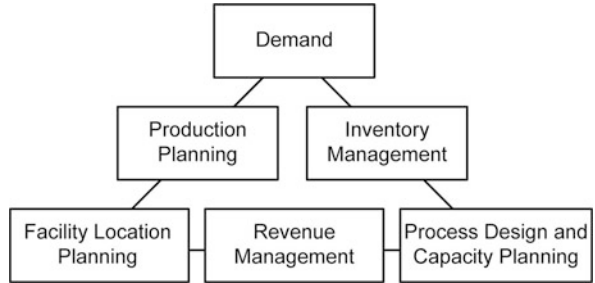 Demand
Production
Planning
Inventory
Management
Facility Location
Planning
Revenue
Management
Process Design and
Capacity Planning